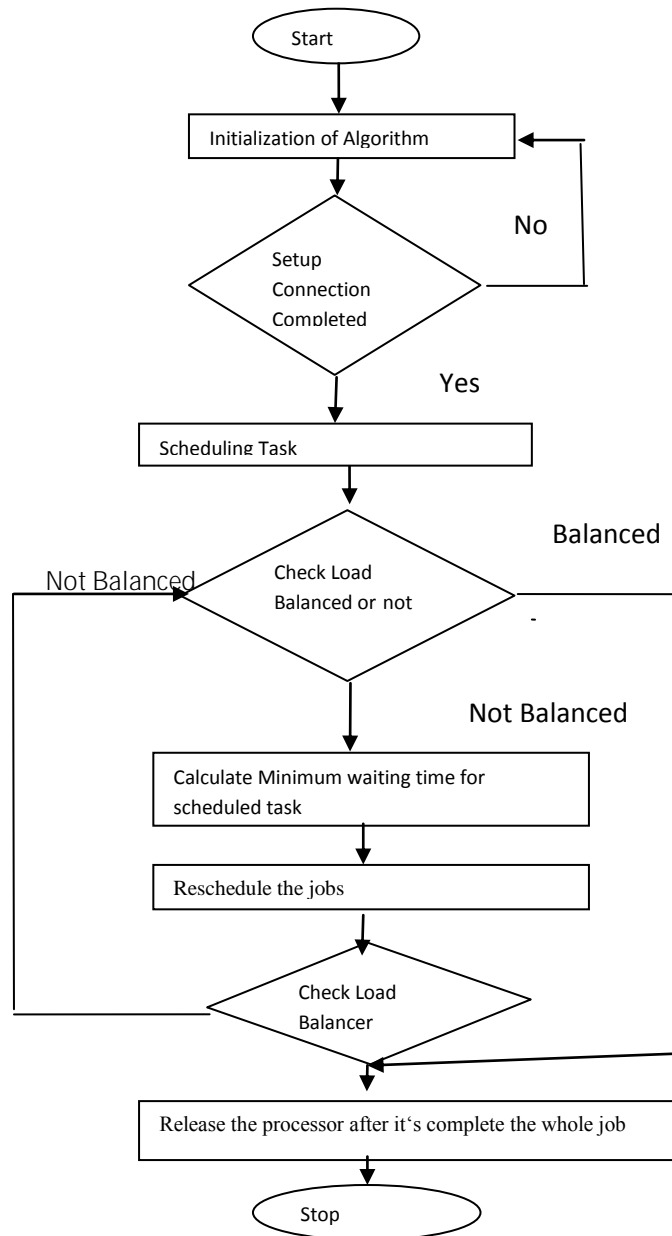 Start
Initialization of Algorithm
No
Setup
Connection
Completed
Yes
Scheduling Task
Balanced
Not Balanced
Check Load
Balanced or not
-
Not Balanced
Calculate Minimum waiting time for
scheduled task
Reschedule the jobs
Check Load
Balancer
Release the processor after it‘s complete the whole job
Stop